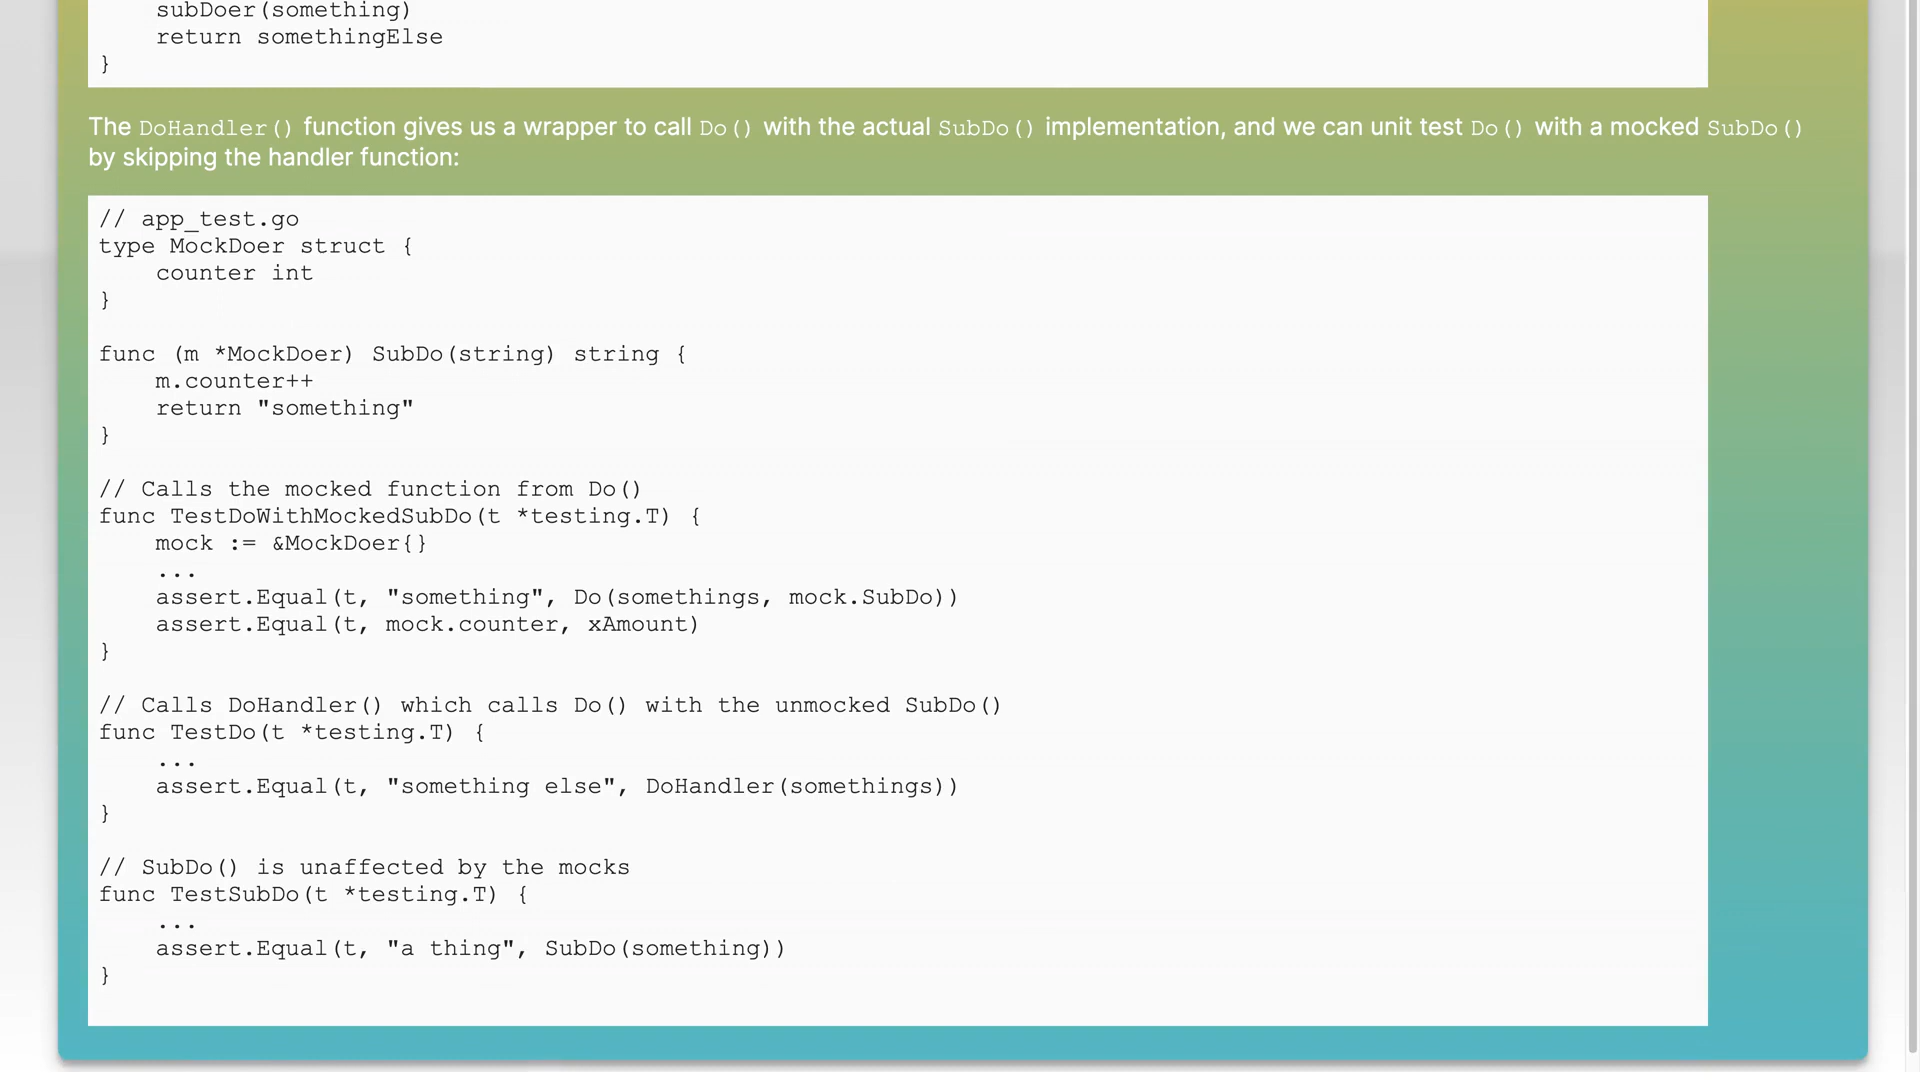 subDoer(something)
    return somethingElse
}
The DoHandler() function gives us a wrapper to call Do() with the actual SubDo() implementation, and we can unit test Do() with a mocked SubDo()
by skipping the handler function:
// app_test.go
type MockDoer struct {
    counter int
}

func (m *MockDoer) SubDo(string) string {
    m.counter++
    return "something"
}

// Calls the mocked function from Do()
func TestDoWithMockedSubDo(t *testing.T) {
    mock := &MockDoer{}
    ...
    assert.Equal(t, "something", Do(somethings, mock.SubDo))
    assert.Equal(t, mock.counter, xAmount)
}

// Calls DoHandler() which calls Do() with the unmocked SubDo()
func TestDo(t *testing.T) {
    ...
    assert.Equal(t, "something else", DoHandler(somethings))
}

// SubDo() is unaffected by the mocks
func TestSubDo(t *testing.T) {
    ...
    assert.Equal(t, "a thing", SubDo(something))
}